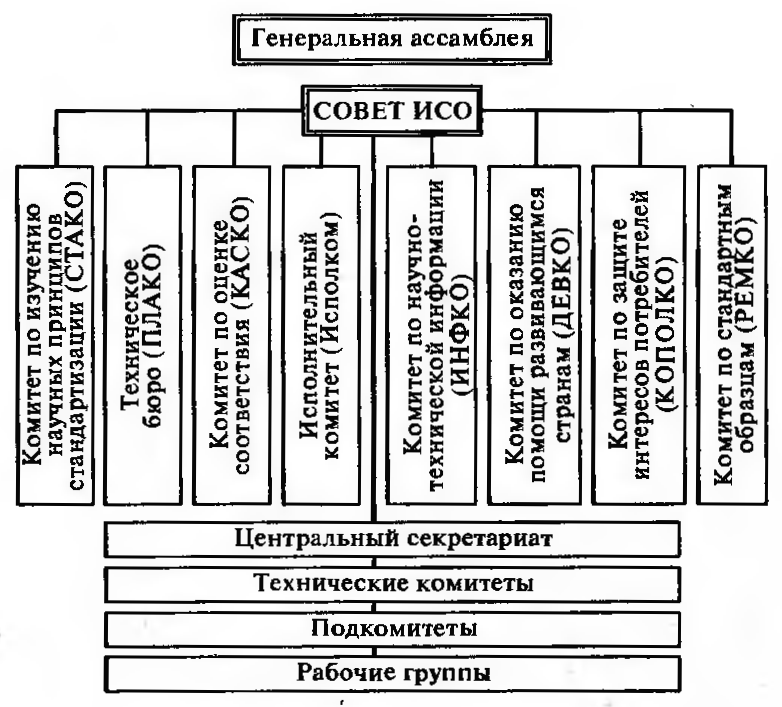 Генеральная ассамблея
СОВЕТ ИСО
Комитет по изучению
научных принципов
стандартизации (СТАКО)
Техническое
бюро (ПЛАКО)
Комитет по оценке
соответствия (КАСКО)
Исполнительный
комитет (Исполком)
Комитет по научно-
технической информации
(ИНФКО)
Комитет по оказанию
помощи развивающимся
странам (ДЕВКО)
Комитет по защите
интересов потребителей
(КОПОЛКО)
Комитет по стандартным
образцам (РЕМКО)
Центральный секретариат
Технические комитеты
Подкомитеты
Рабочие группы